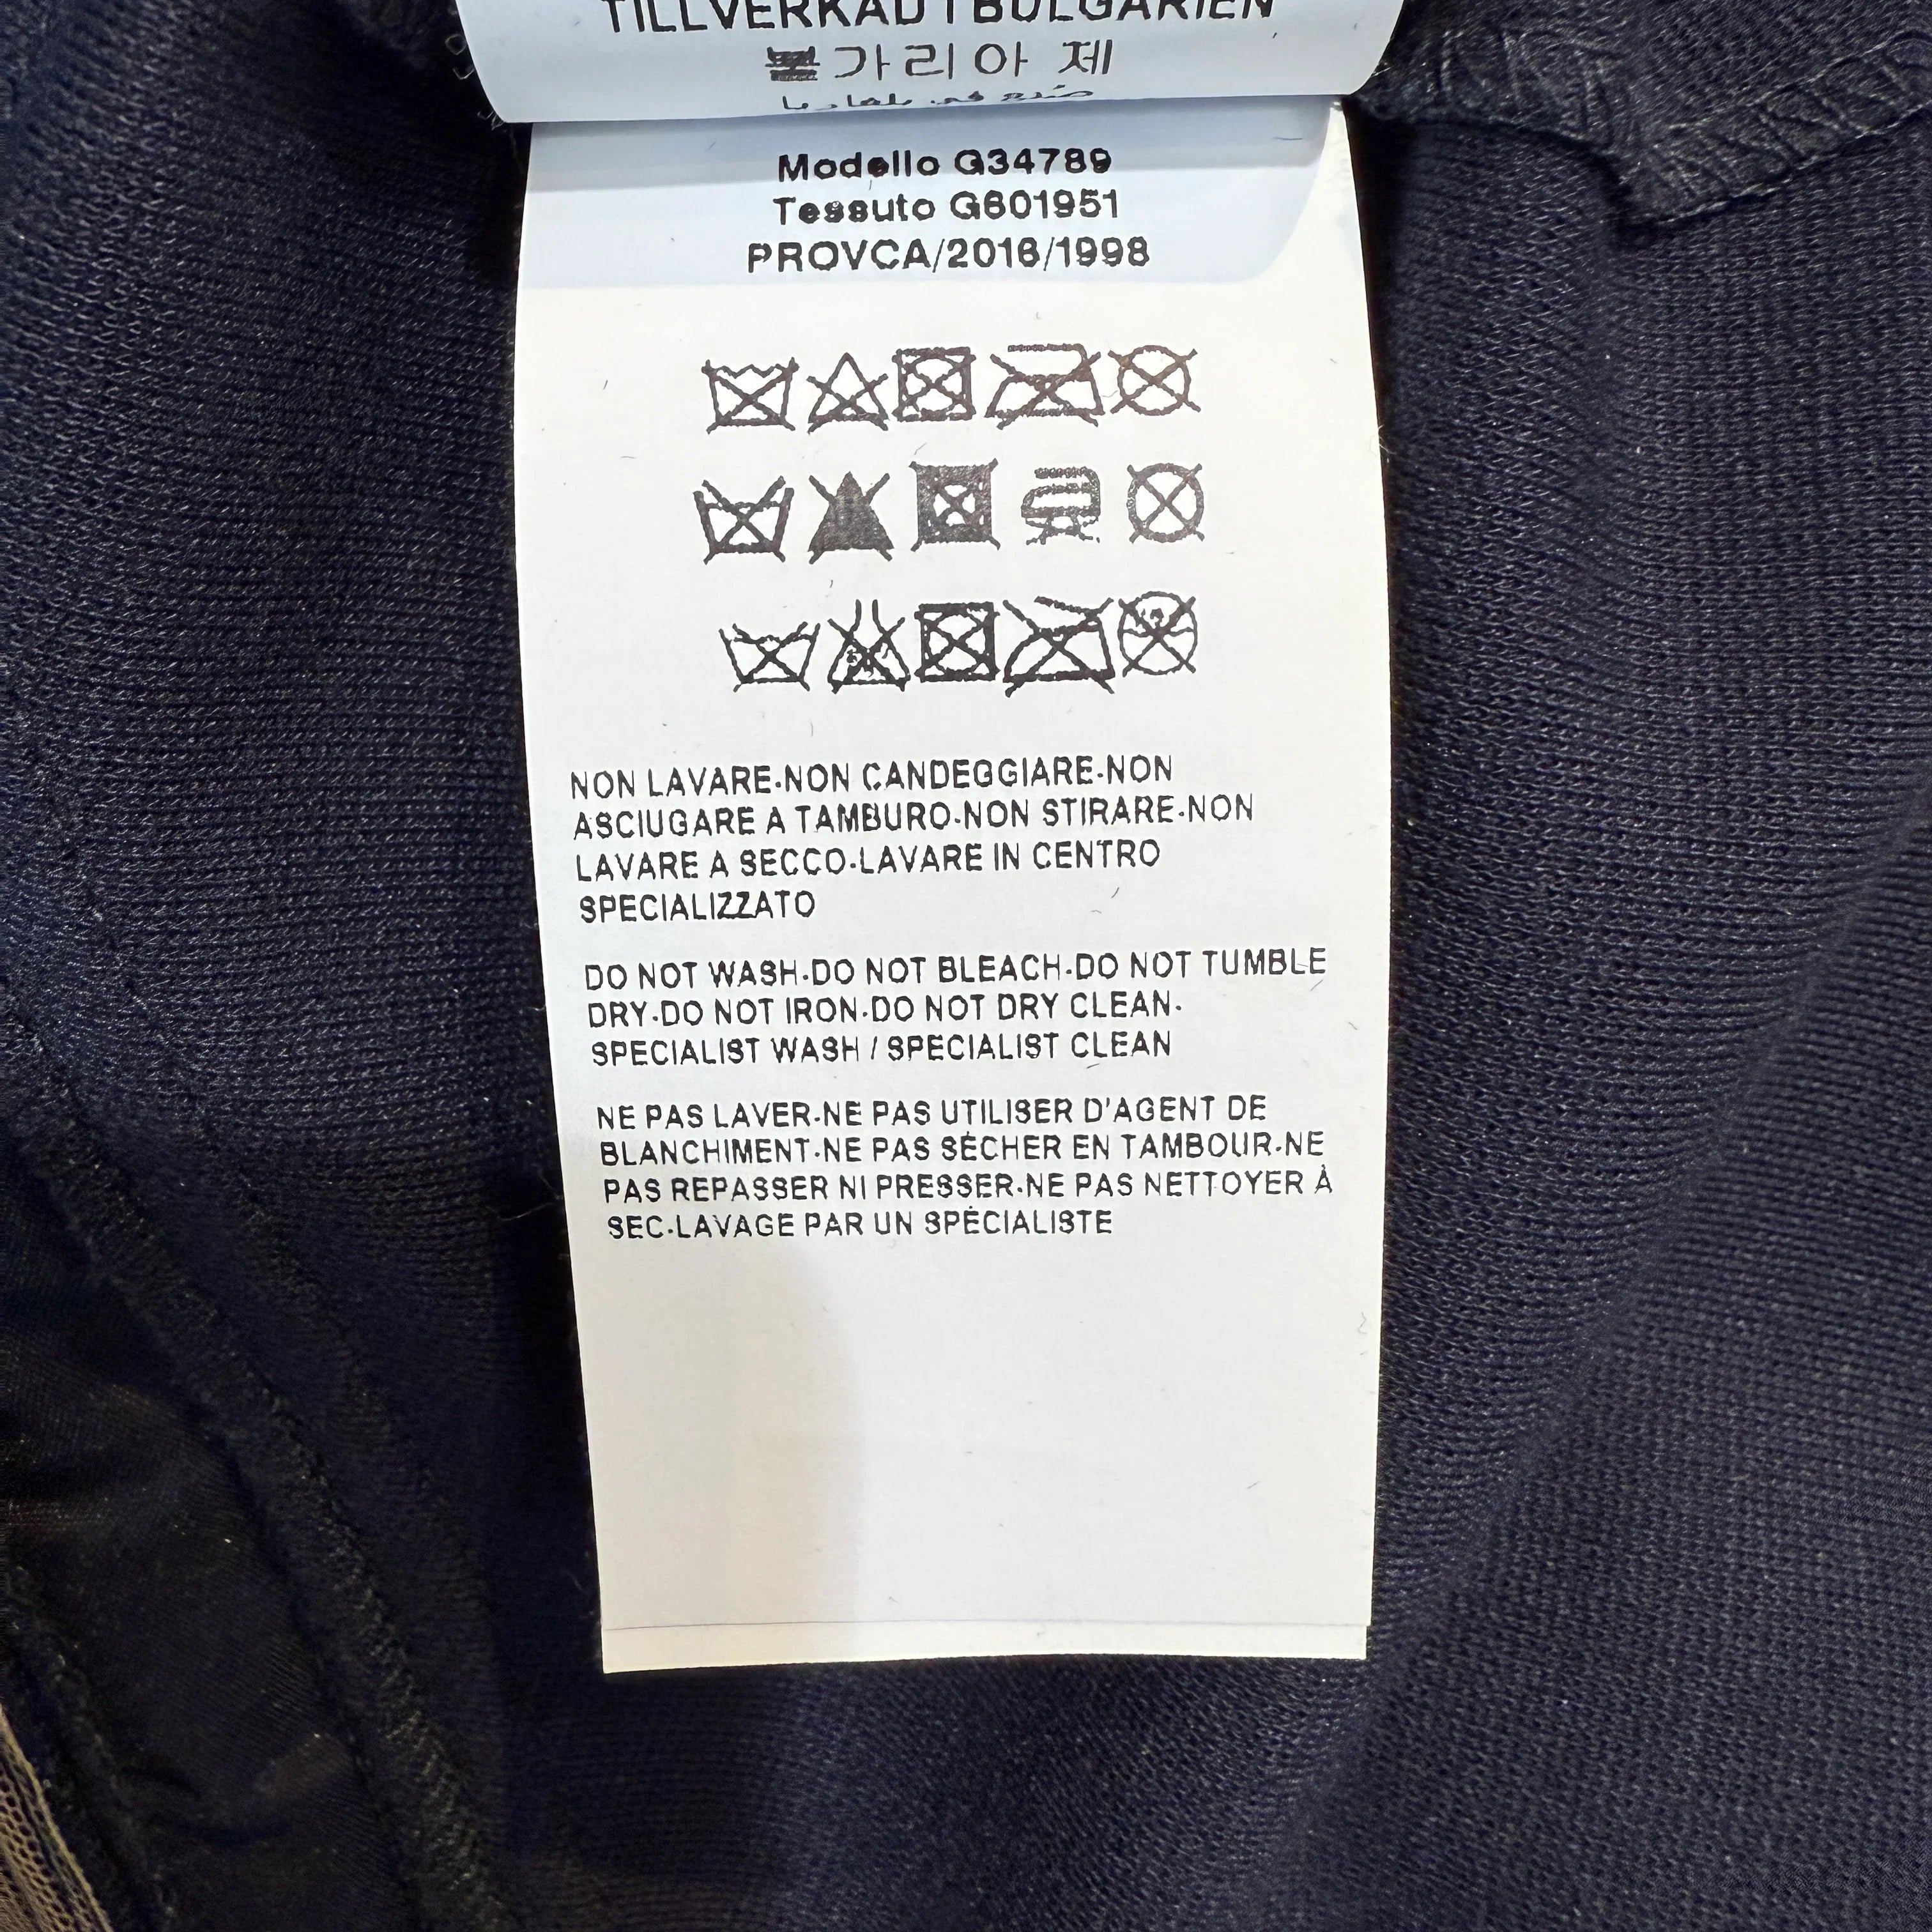 TILLVERKAD I BULGARIEN
불가리아 제
صنع في بلغاريا
Modello G34789
Tessuto G601951
PROVCA/2016/1998
NON LAVARE-NON CANDEGGIARE-NON
ASCIUGARE A TAMBURO-NON STIRARE-NON
LAVARE A SECCO-LAVARE IN CENTRO
SPECIALIZZATO
DO NOT WASH-DO NOT BLEACH-DO NOT TUMBLE
DRY-DO NOT IRON-DO NOT DRY CLEAN-
SPECIALIST WASH / SPECIALIST CLEAN
NE PAS LAVER-NE PAS UTILISER D'AGENT DE
BLANCHIMENT-NE PAS SÉCHER EN TAMBOUR-NE
PAS REPASSER NI PRESSER-NE PAS NETTOYER À
SEC-LAVAGE PAR UN SPÉCIALISTE